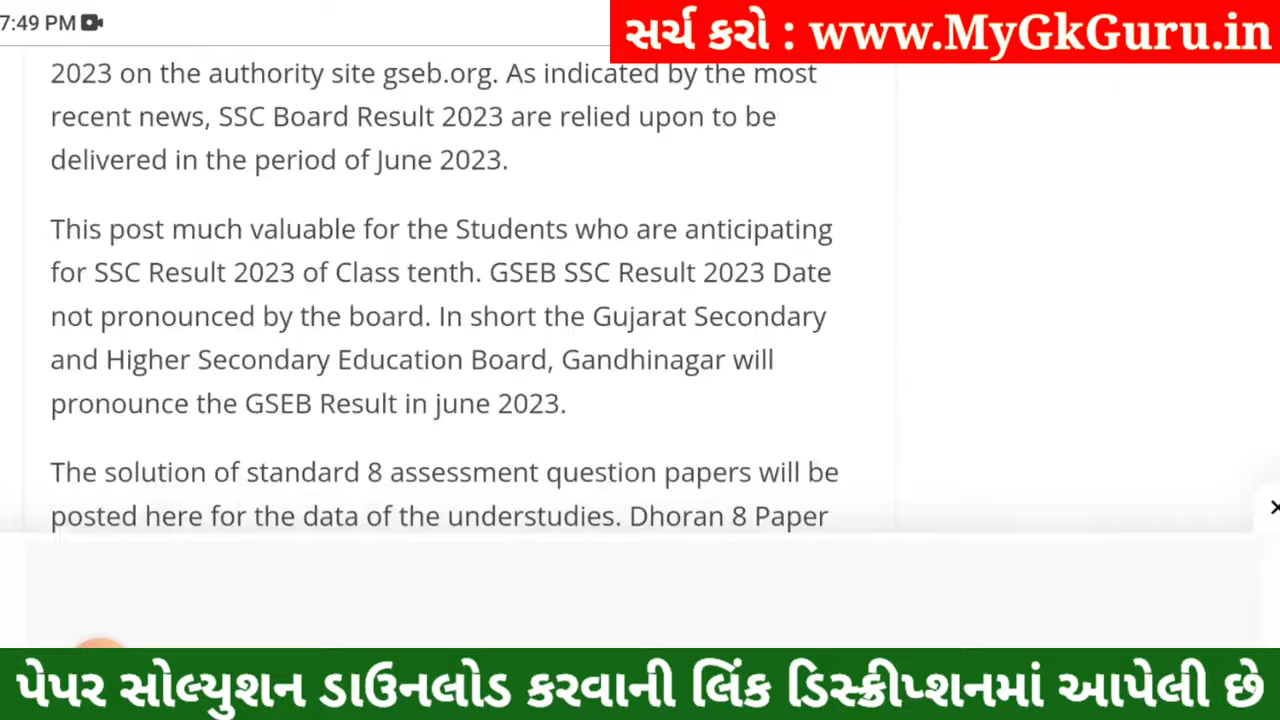 7:49 PM
સર્ચ કરો : www.MyGkGuru.in
2023 on the authority site gseb.org. As indicated by the most
recent news, SSC Board Result 2023 are relied upon to be
delivered in the period of June 2023.
This post much valuable for the Students who are anticipating
for SSC Result 2023 of Class tenth. GSEB SSC Result 2023 Date
not pronounced by the board. In short the Gujarat Secondary
and Higher Secondary Education Board, Gandhinagar will
pronounce the GSEB Result in june 2023.
The solution of standard 8 assessment question papers will be
posted here for the data of the understudies. Dhoran 8 Paper
પેપર સોલ્યુશન ડાઉનલોડ કરવાની લિંક ડિસ્ક્રીપ્શનમાં આપેલી છે